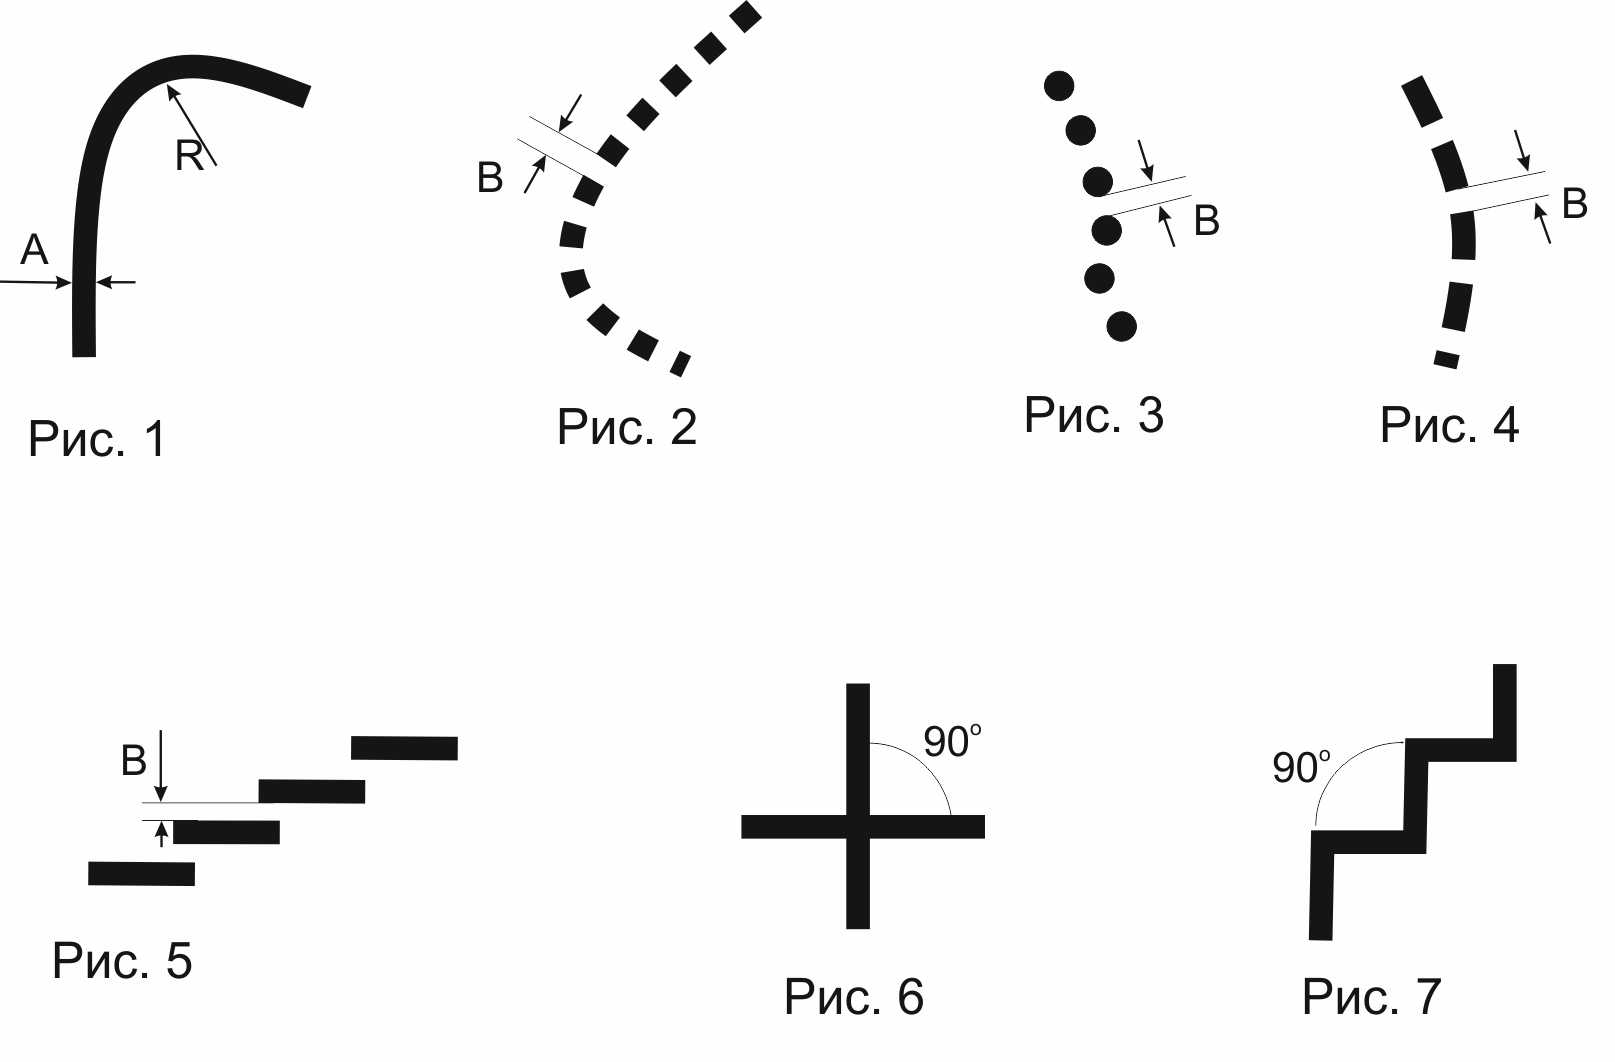 A
R
Рис. 1
B
Рис. 2
B
Рис. 3
B
Рис. 4
B
Рис. 5
90°
Рис. 6
90°
Рис. 7